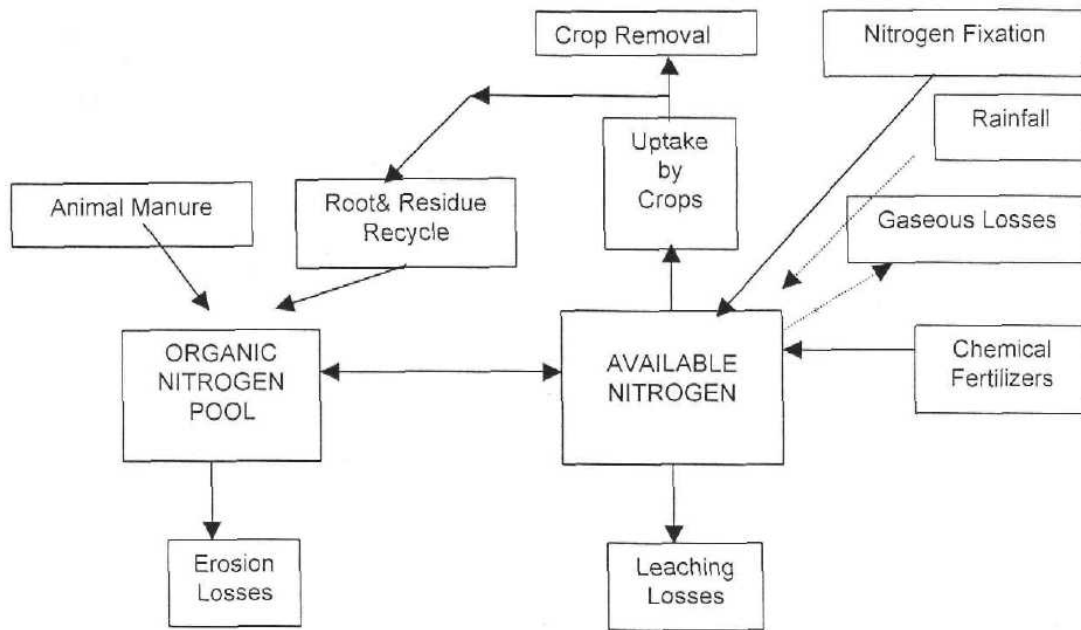 Crop Removal
Nitrogen Fixation
Rainfall
Uptake
by
Crops
Animal Manure
Root& Residue
Recycle
Gaseous Losses
ORGANIC
NITROGEN
POOL
AVAILABLE
NITROGEN
Chemical
Fertilizers
Erosion
Losses
Leaching
Losses